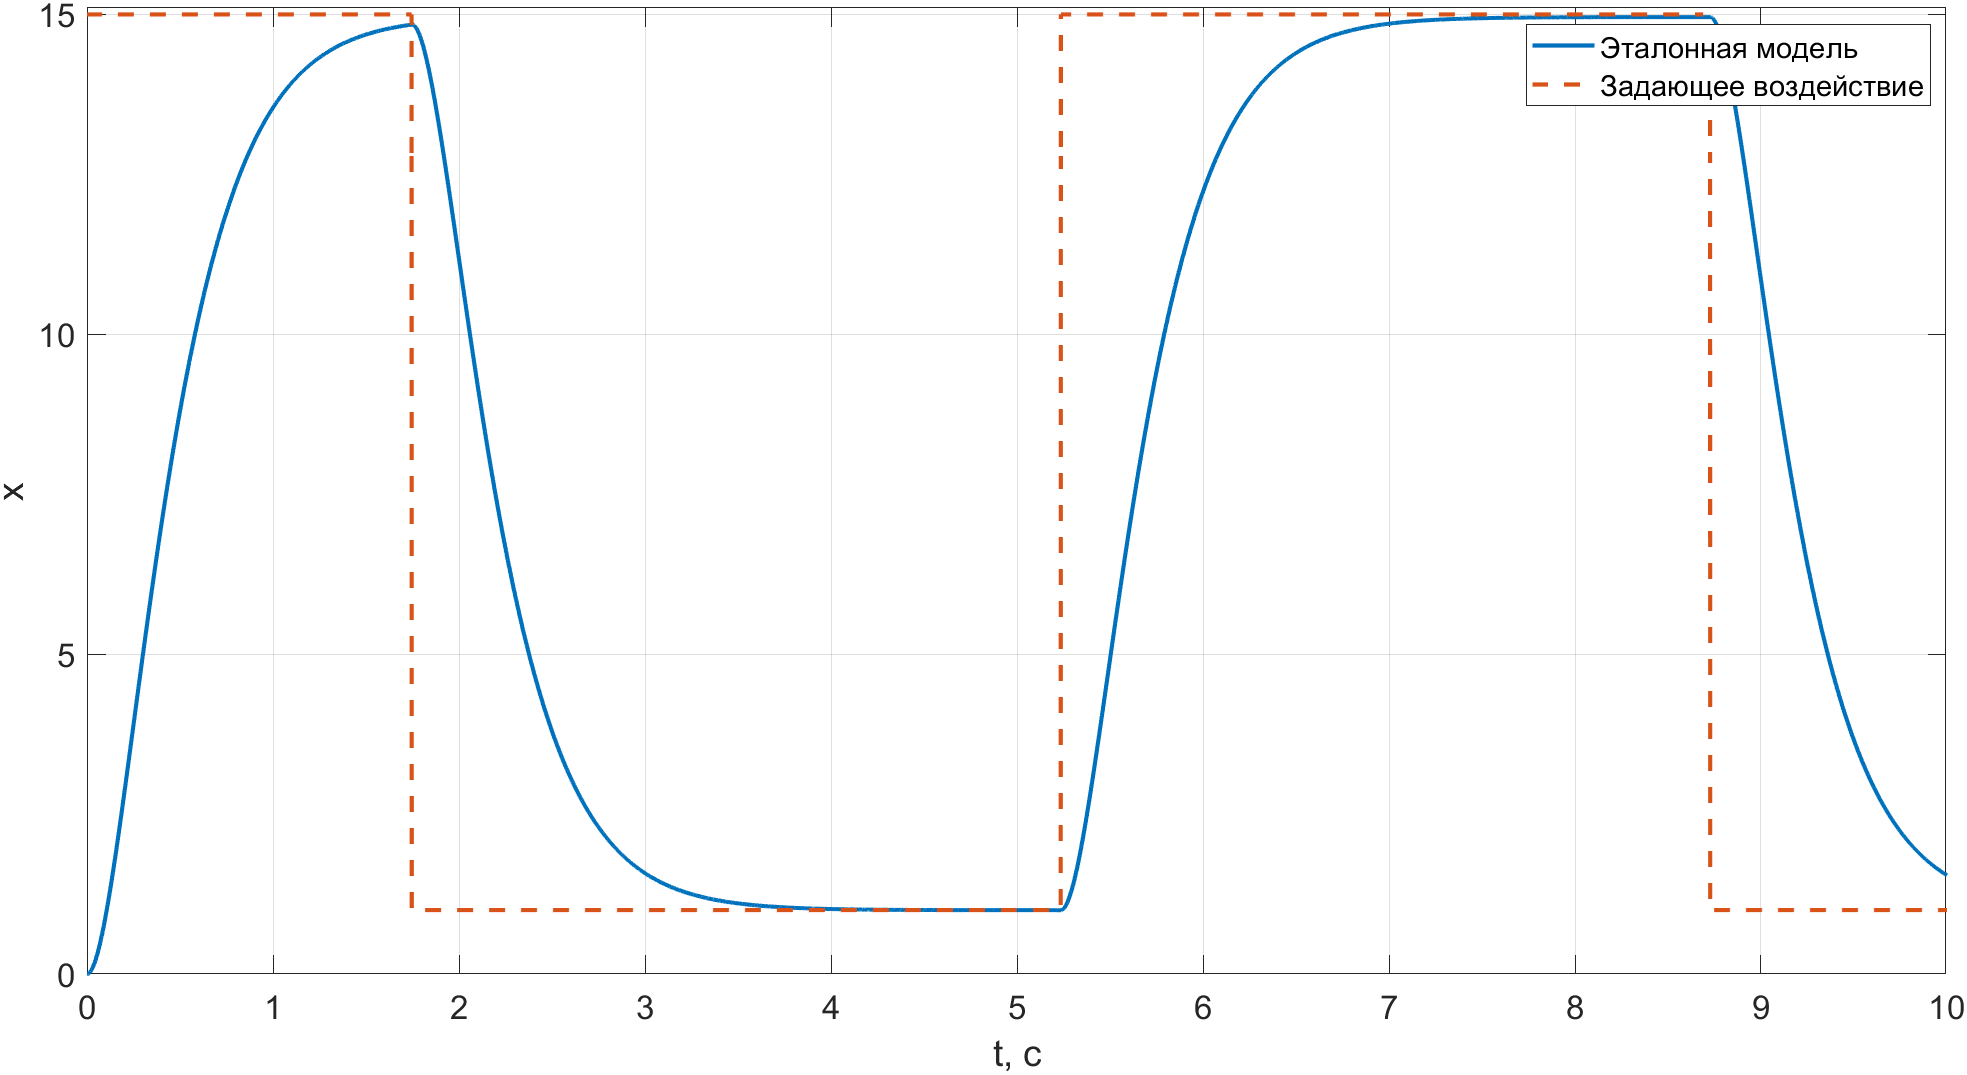 15
10
5
0
x
0 1 2 3 4 5 6 7 8 9 10
t, c
Эталонная модель
Задающее воздействие